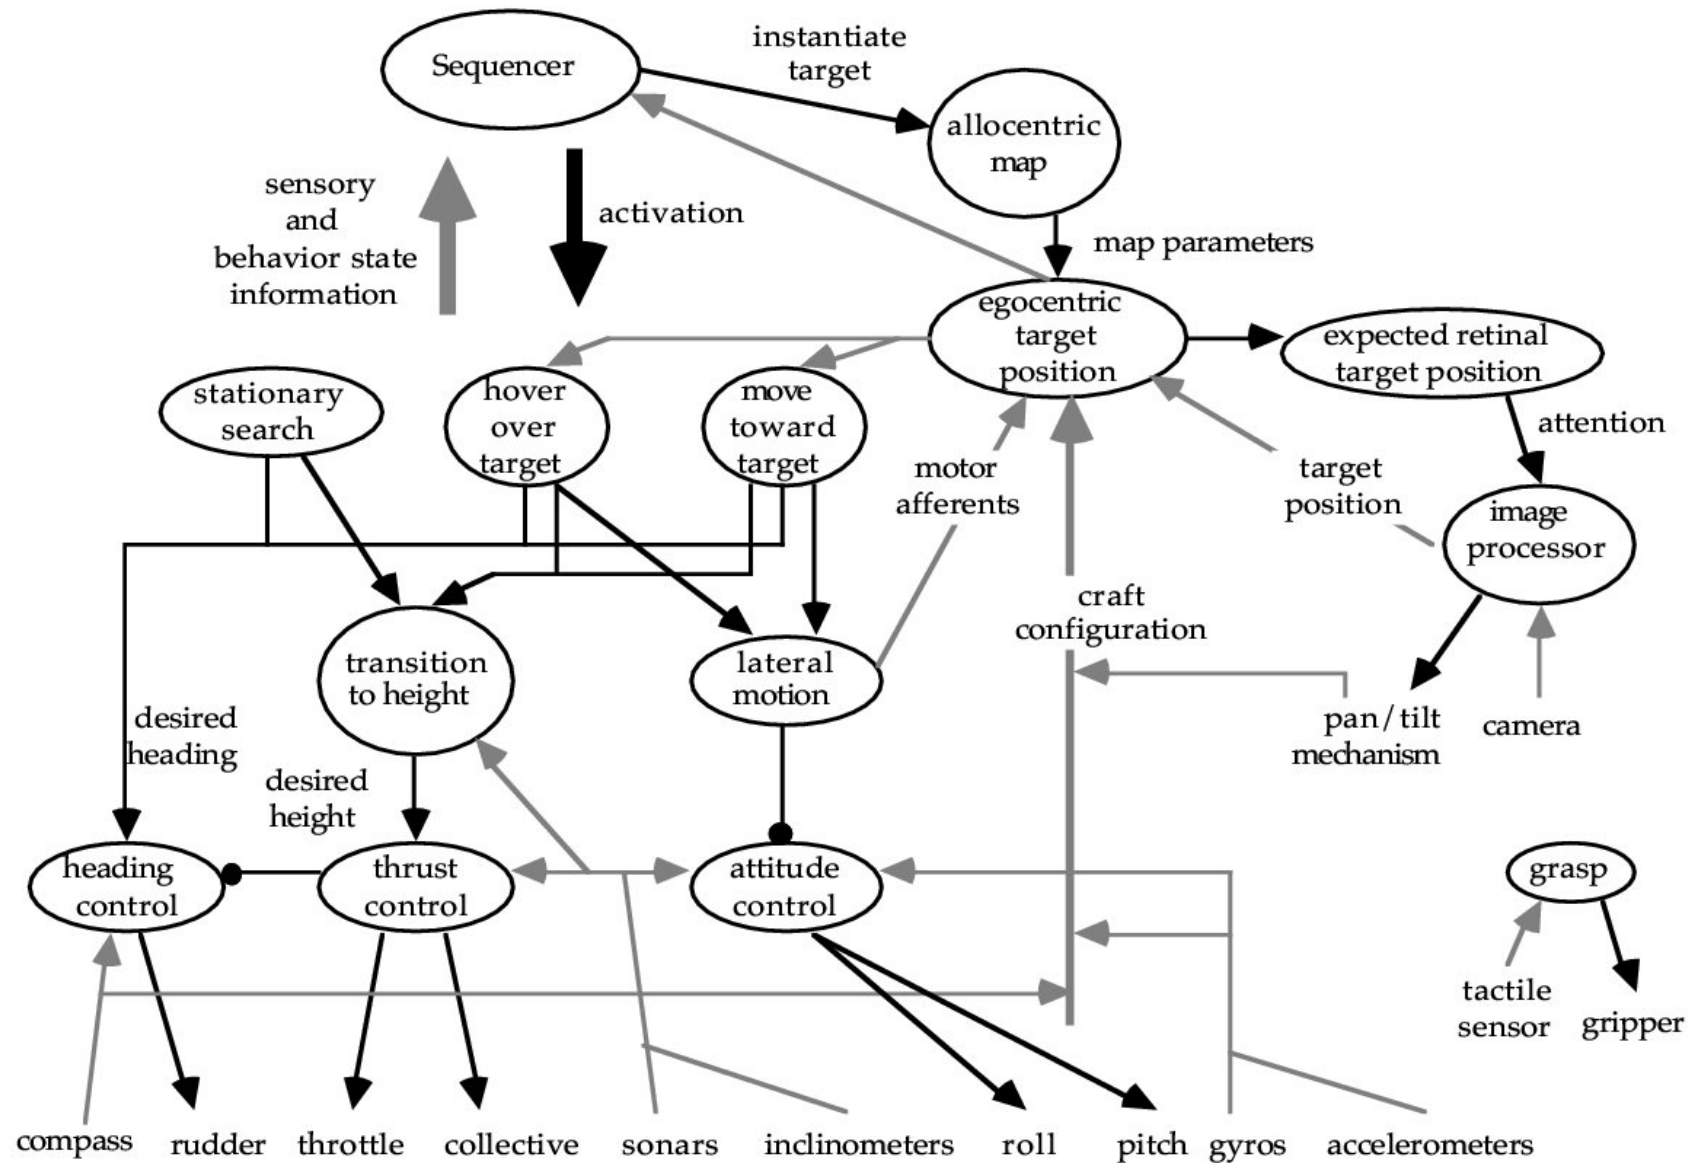 Sequencer
instantiate
target
allocentric
map
sensory
and
behavior state
information
activation
map parameters
egocentric
target
position
expected retinal
target position
stationary
search
hover
over
target
move
toward
target
attention
motor
afferents
target
position
image
processor
craft
configuration
transition
to height
lateral
motion
desired
heading
pan/tilt
mechanism
camera
desired
height
heading
control
thrust
control
attitude
control
grasp
tactile
sensor
gripper
compass
rudder
throttle
collective
sonars
inclinometers
roll
pitch
gyros
accelerometers